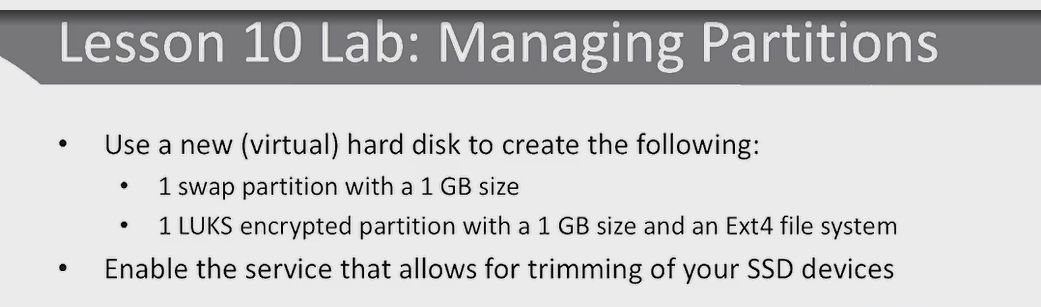 Lesson 10 Lab: Managing Partitions
• Use a new (virtual) hard disk to create the following:
• 1 swap partition with a 1 GB size
• 1 LUKS encrypted partition with a 1 GB size and an Ext4 file system
• Enable the service that allows for trimming of your SSD devices